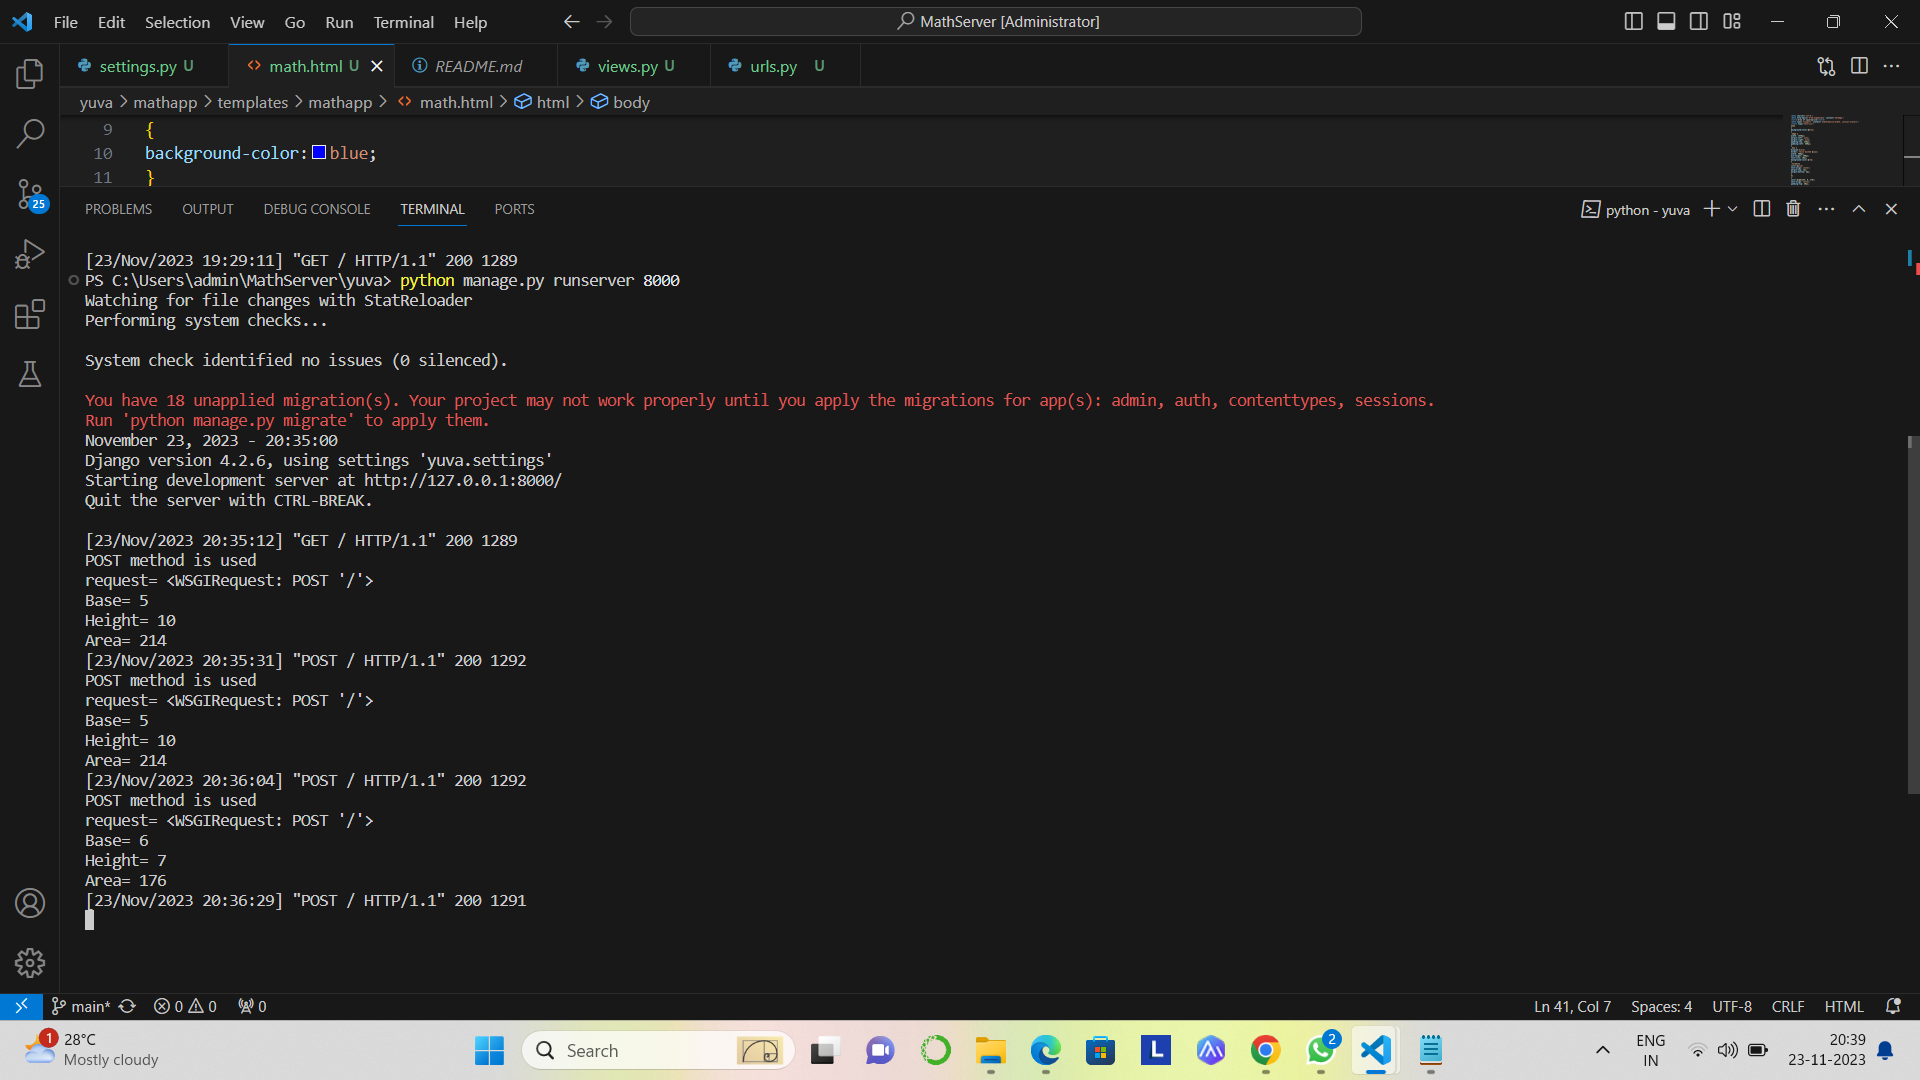 File Edit Selection View Go Run Terminal Help
MathServer [Administrator]
settings.py U
math.html U
README.md
views.py U
urls.py U
yuva > mathapp > templates > mathapp > math.html > html > body
9 {
10 background-color: blue;
11 }
PROBLEMS OUTPUT DEBUG CONSOLE TERMINAL PORTS
python - yuva
[23/Nov/2023 19:29:11] "GET / HTTP/1.1" 200 1289
PS C:\Users\admin\MathServer\yuva> python manage.py runserver 8000
Watching for file changes with StatReloader
Performing system checks...
System check identified no issues (0 silenced).
You have 18 unapplied migration(s). Your project may not work properly until you apply the migrations for app(s): admin, auth, contenttypes, sessions.
Run 'python manage.py migrate' to apply them.
November 23, 2023 - 20:35:00
Django version 4.2.6, using settings 'yuva.settings'
Starting development server at http://127.0.0.1:8000/
Quit the server with CTRL-BREAK.
[23/Nov/2023 20:35:12] "GET / HTTP/1.1" 200 1289
POST method is used
request= <WSGIRequest: POST '/'>
Base= 5
Height= 10
Area= 214
[23/Nov/2023 20:35:31] "POST / HTTP/1.1" 200 1292
POST method is used
request= <WSGIRequest: POST '/'>
Base= 5
Height= 10
Area= 214
[23/Nov/2023 20:36:04] "POST / HTTP/1.1" 200 1292
POST method is used
request= <WSGIRequest: POST '/'>
Base= 6
Height= 7
Area= 176
[23/Nov/2023 20:36:29] "POST / HTTP/1.1" 200 1291
25
main* 0 0 0
Ln 41, Col 7 Spaces: 4 UTF-8 CRLF HTML
1
28°C
Mostly cloudy
Search
L
2
ENG
IN
20:39
23-11-2023